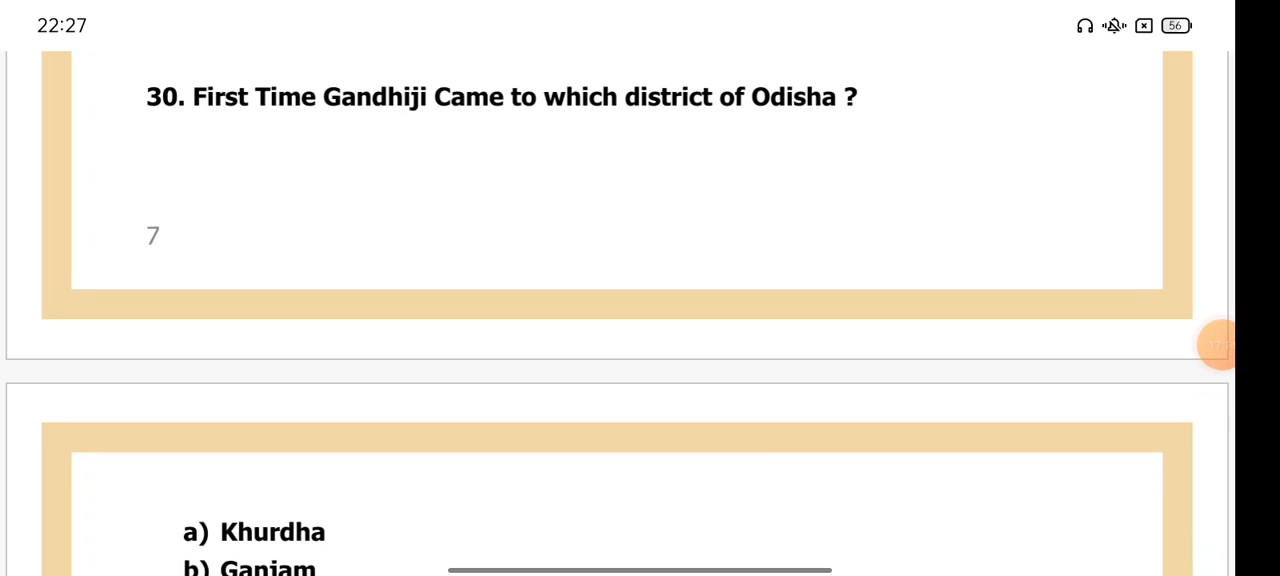 22:27
56
30. First Time Gandhiji Came to which district of Odisha ?
7
a) Khurdha
b) Ganjam